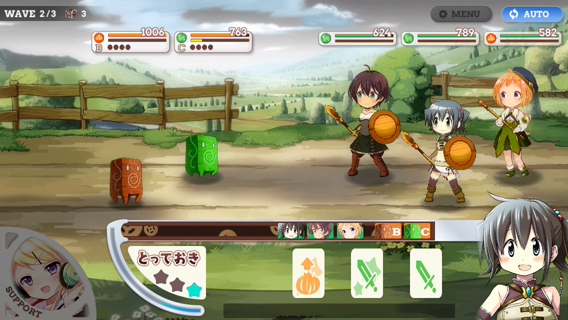 WAVE 2/3 3
MENU
AUTO
B 1006
C 763
624
789
582
B C
とっておき
SUPPORT